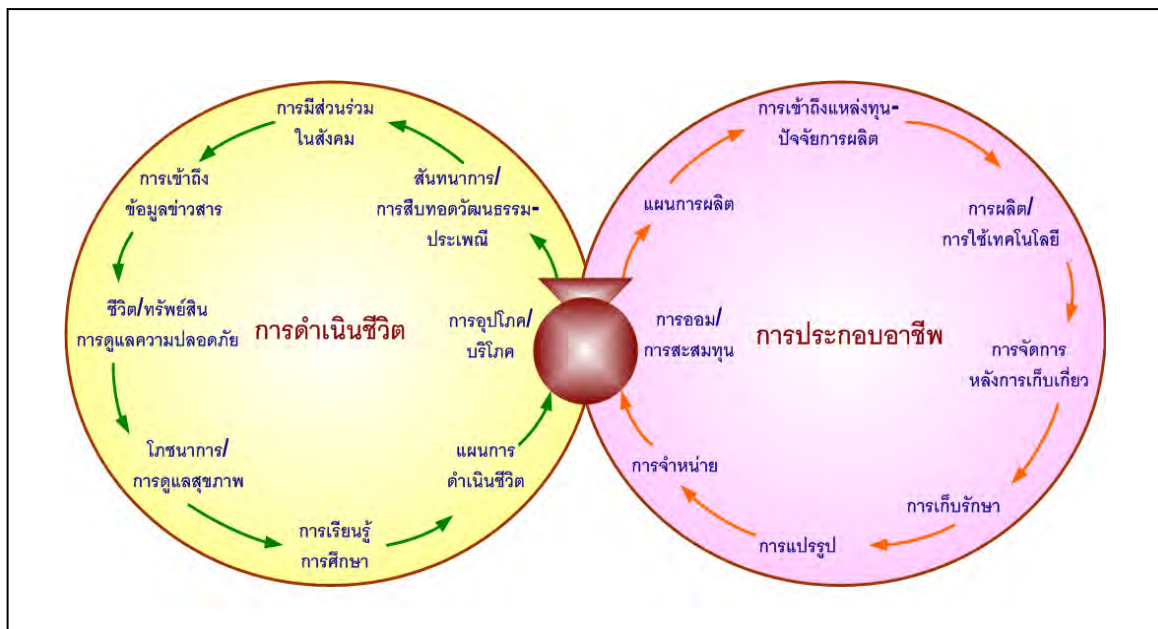 การมีส่วนร่วม
ในสังคม
การเข้าถึง
ข้อมูลข่าวสาร
สันทนาการ/
การสืบทอดวัฒนธรรม-
ประเพณี
ชีวิต/ทรัพย์สิน
การดูแลความปลอดภัย
การดำเนินชีวิต
การอุปโภค/
บริโภค
โภชนาการ/
การดูแลสุขภาพ
แผนการ
ดำเนินชีวิต
การเรียนรู้
การศึกษา
การเข้าถึงแหล่งทุน-
ปัจจัยการผลิต
แผนการผลิต
การผลิต/
การใช้เทคโนโลยี
การออม/
การสะสมทุน
การประกอบอาชีพ
การจัดการ
หลังการเก็บเกี่ยว
การจำหน่าย
การเก็บรักษา
การแปรรูป